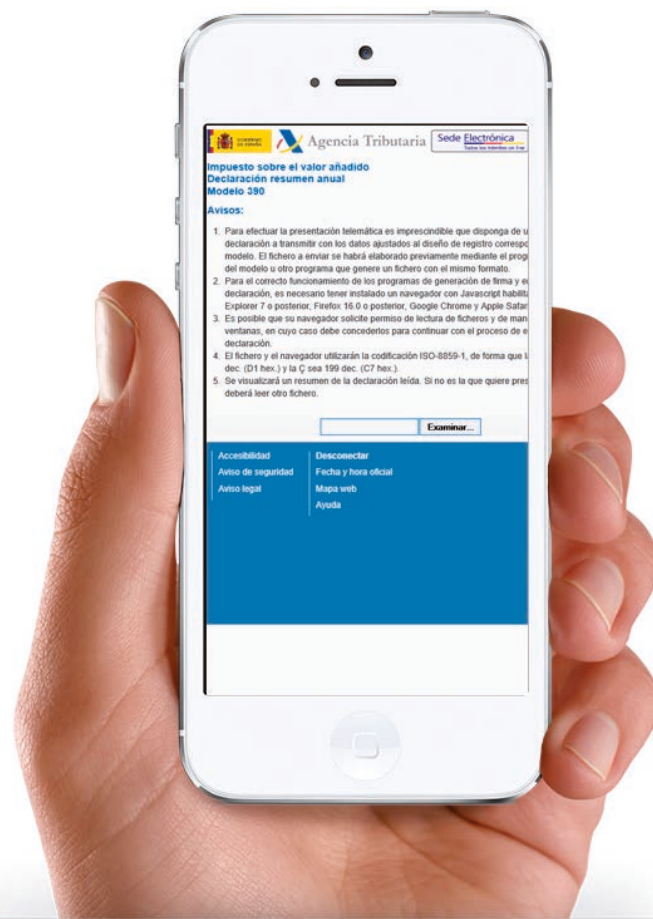 GOBIERNO
DE ESPAÑA
Agencia Tributaria
Sede Electrónica
Todos los trámites on line
Impuesto sobre el valor añadido
Declaración resumen anual
Modelo 390
Avisos:
1. Para efectuar la presentación telemática es imprescindible que disponga de u
declaración a transmitir con los datos ajustados al diseño de registro correspo
modelo. El fichero a enviar se habrá elaborado previamente mediante el prog
del modelo u otro programa que genere un fichero con el mismo formato.
2. Para el correcto funcionamiento de los programas de generación de firma y e
declaración, es necesario tener instalado un navegador con Javascript habilit
Explorer 7 o posterior, Firefox 16.0 o posterior, Google Chrome y Apple Safar
3. Es posible que su navegador solicite permiso de lectura de ficheros y de man
ventanas, en cuyo caso debe concederlos para continuar con el proceso de e
declaración.
4. El fichero y el navegador utilizarán la codificación ISO-8859-1, de forma que l
dec. (D1 hex.) y la Ç sea 199 dec. (C7 hex.).
5. Se visualizará un resumen de la declaración leída. Si no es la que quiere pres
deberá leer otro fichero.
Examinar...
Accesibilidad
Desconectar
Aviso de seguridad
Fecha y hora oficial
Aviso legal
Mapa web
Ayuda